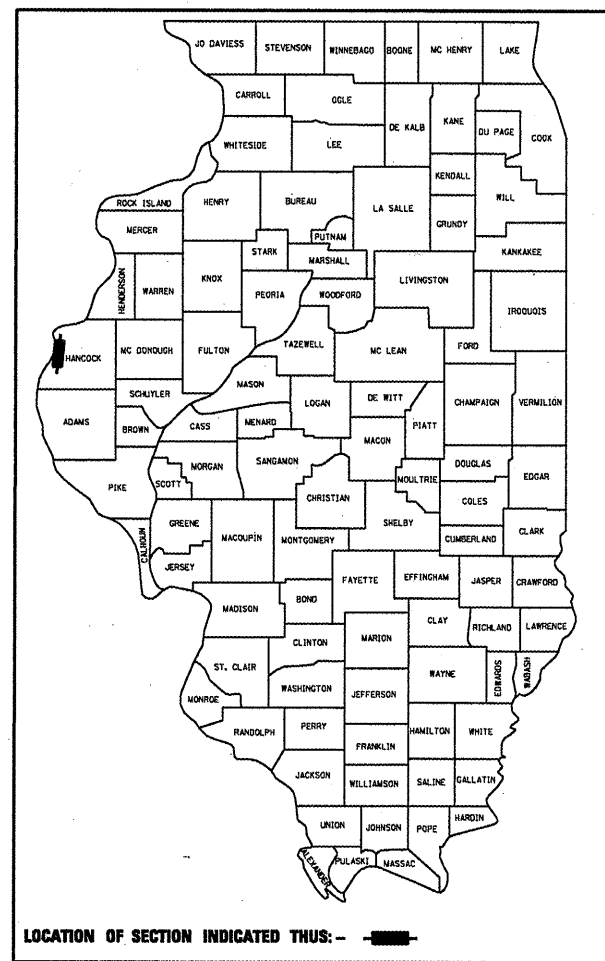 JO DAVIESS
STEVENSON
WINNEBAGO
BOONE
MC HENRY
LAKE
CARROLL
OGLE
DE KALB
KANE
DU PAGE
COOK
WHITESIDE
LEE
KENDALL
WILL
ROCK ISLAND
HENRY
BUREAU
LA SALLE
GRUNDY
MERCER
PUTNAM
KANKAKEE
STARK
MARSHALL
HENDERSON
WARREN
KNOX
PEORIA
WOODFORD
LIVINGSTON
IROQUOIS
HANCOCK
MC DONOUGH
FULTON
TAZEWELL
MC LEAN
FORD
MASON
SCHUYLER
LOGAN
DE WITT
CHAMPAIGN
VERMILION
ADAMS
BROWN
CASS
MENARD
MACON
PIATT
PIKE
SCOTT
MORGAN
SANGAMON
MOULTRIE
DOUGLAS
EDGAR
CHRISTIAN
COLES
GREENE
MACOUPIN
MONTGOMERY
SHELBY
CUMBERLAND
CLARK
CALHOUN
JERSEY
FAYETTE
EFFINGHAM
JASPER
CRAWFORD
MADISON
BOND
CLAY
RICHLAND
LAWRENCE
CLINTON
MARION
ST. CLAIR
WAYNE
EDWARDS
WABASH
WASHINGTON
JEFFERSON
MONROE
RANDOLPH
PERRY
HAMILTON
WHITE
FRANKLIN
JACKSON
WILLIAMSON
SALINE
GALLATIN
UNION
JOHNSON
POPE
HARDIN
ALEXANDER
PULASKI
MASSAC
LOCATION OF SECTION INDICATED THUS: -